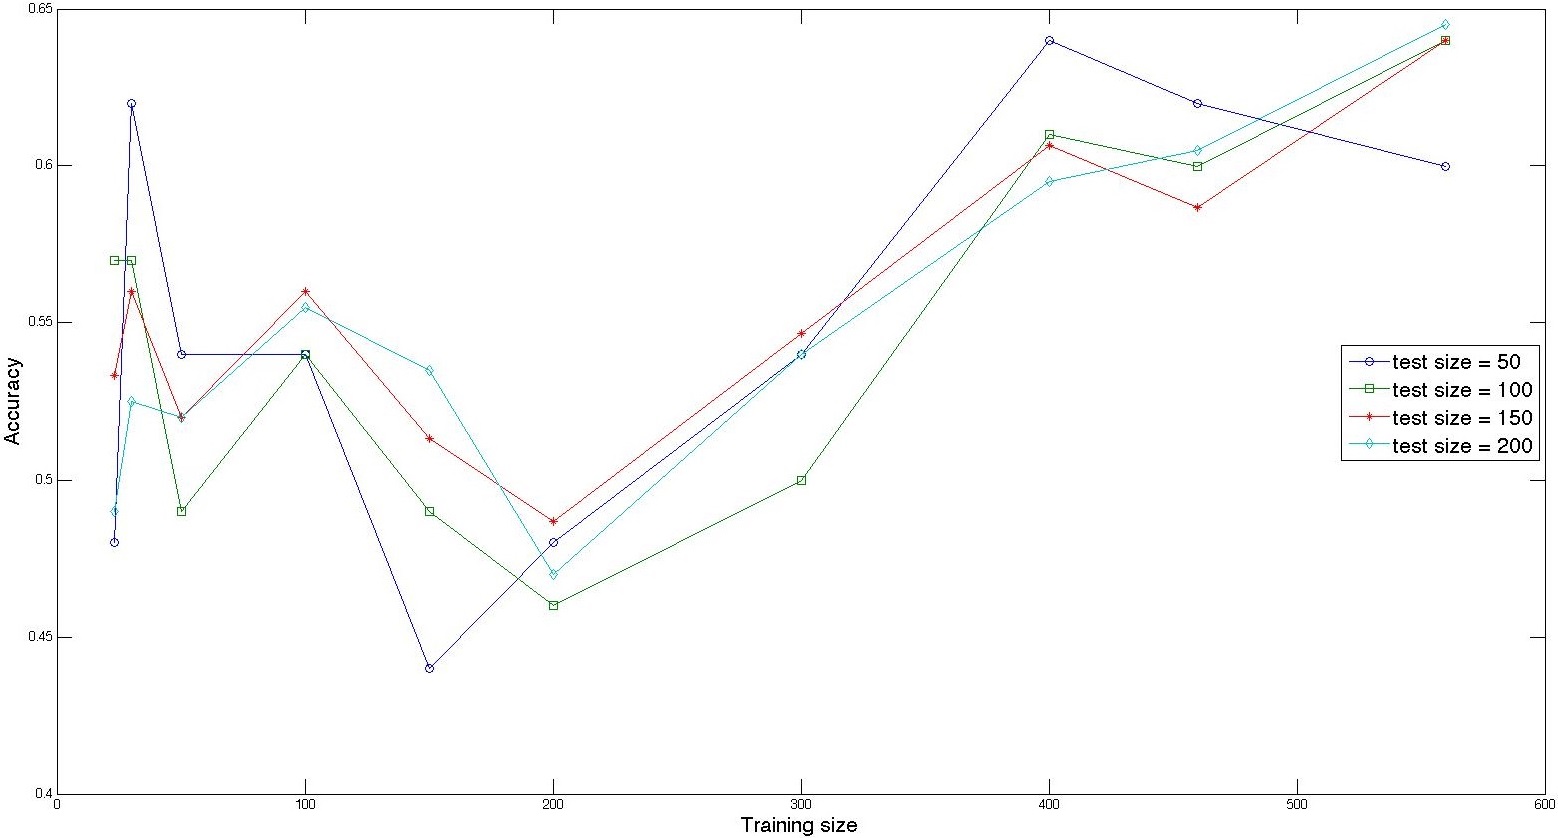 0.65
0.6
0.55
0.5
0.45
0.4
Accuracy
0 100 200 300 400 500 600
Training size
test size = 50
test size = 100
test size = 150
test size = 200